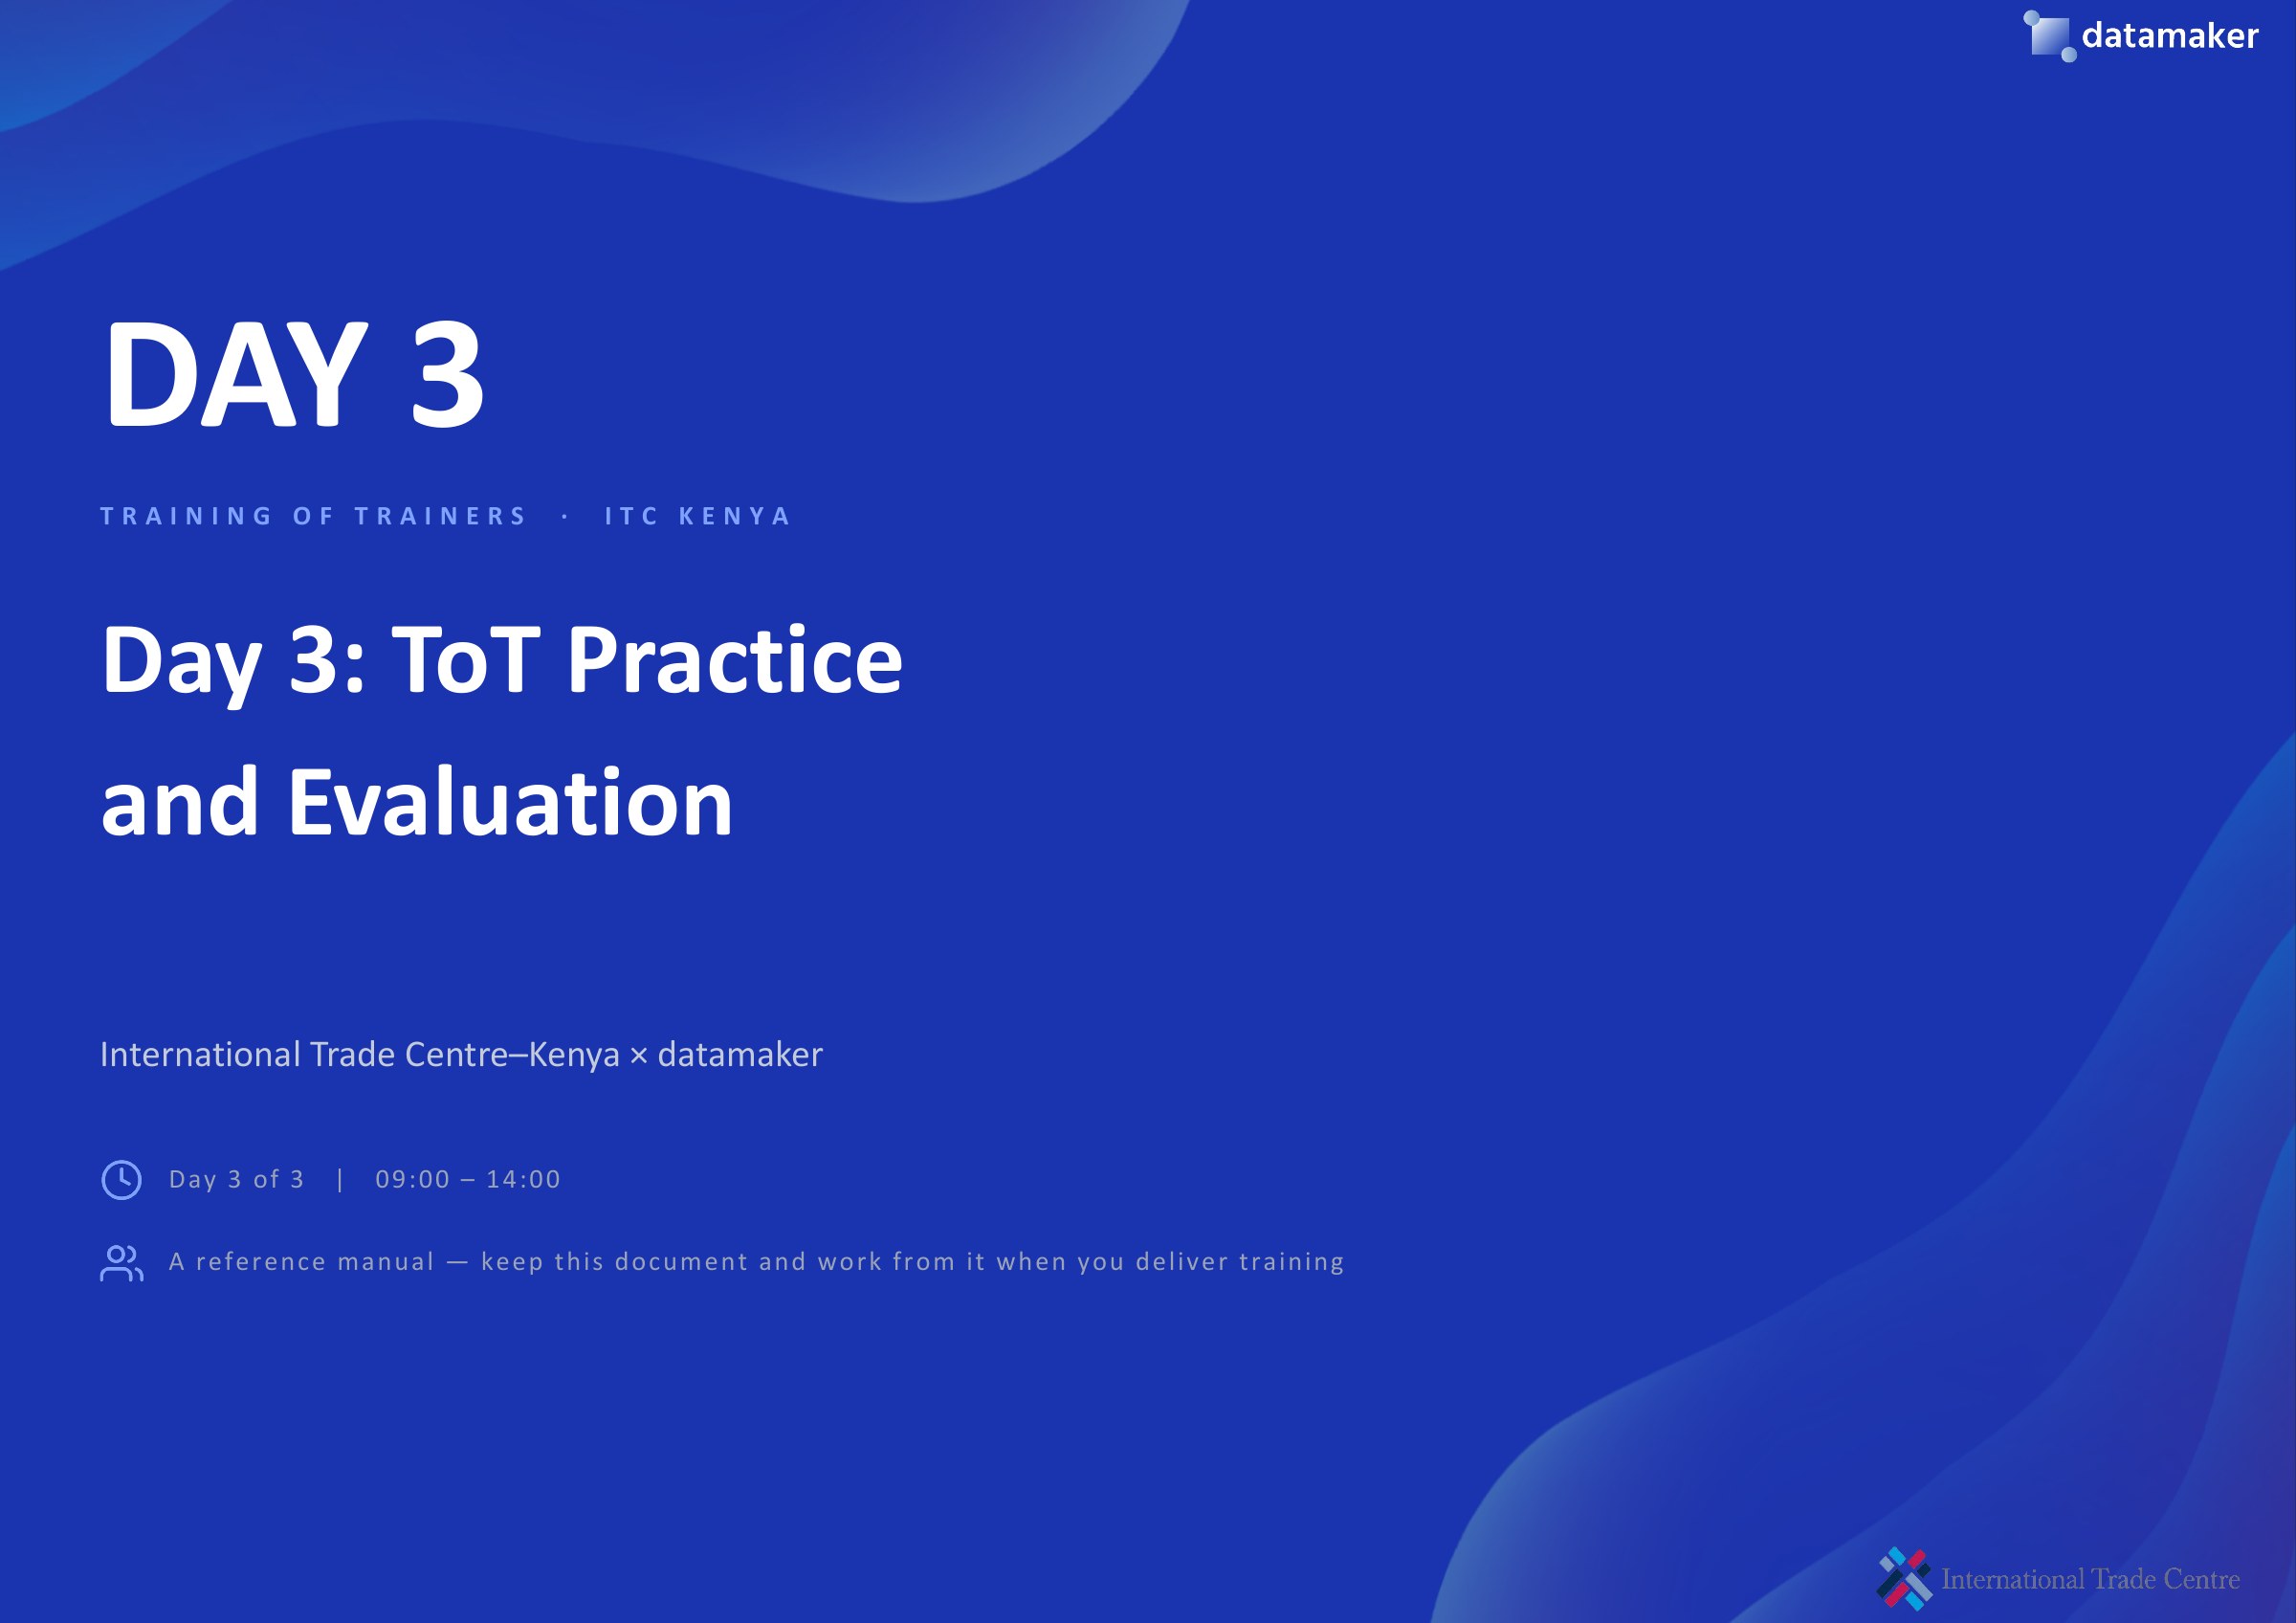 datamaker
DAY 3
TRAINING OF TRAINERS · ITC KENYA
Day 3: ToT Practice
and Evaluation
International Trade Centre–Kenya × datamaker
Day 3 of 3 | 09:00 – 14:00
A reference manual — keep this document and work from it when you deliver training
International Trade Centre